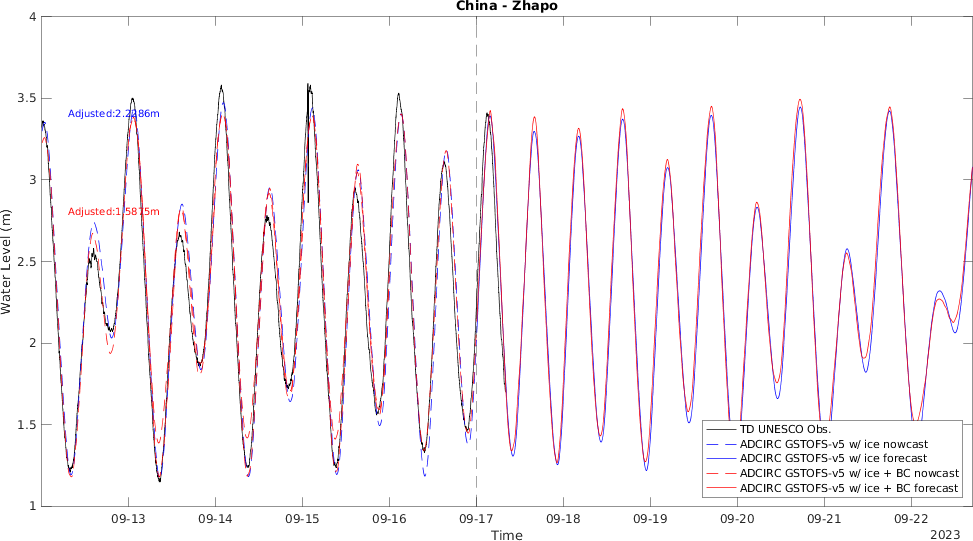 China - Zhapo
4
3.5
3
2.5
2
1.5
1
Water Level (m)
Adjusted:2.2286m
Adjusted:1.5875m
TD UNESCO Obs.
ADCIRC GSTOFS-v5 w/ ice nowcast
ADCIRC GSTOFS-v5 w/ ice forecast
ADCIRC GSTOFS-v5 w/ ice + BC nowcast
ADCIRC GSTOFS-v5 w/ ice + BC forecast
09-13 09-14 09-15 09-16 09-17 09-18 09-19 09-20 09-21 09-22
2023
Time